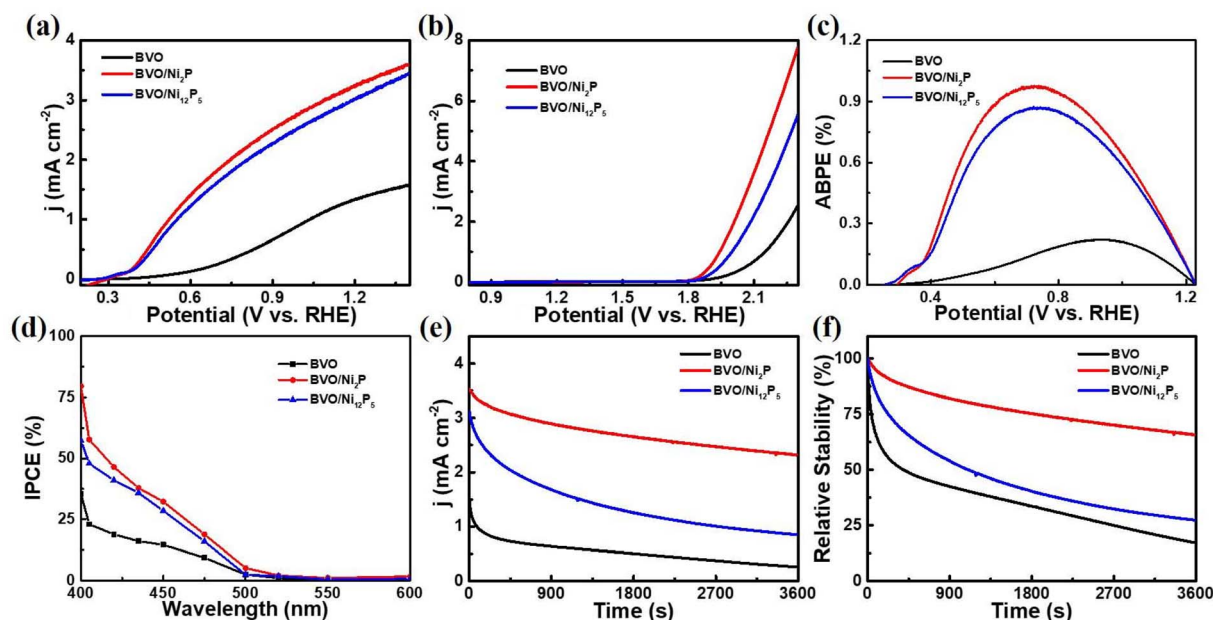 (a)
4
3
2
1
0
j (mA cm⁻²)
BVO
BVO/Ni₂P
BVO/Ni₁₂P₅
0.3 0.6 0.9 1.2
Potential (V vs. RHE)
(b)
8
6
4
2
0
j (mA cm⁻²)
BVO
BVO/Ni₂P
BVO/Ni₁₂P₅
0.9 1.2 1.5 1.8 2.1
Potential (V vs. RHE)
(c)
1.2
0.9
0.6
0.3
0.0
ABPE (%)
BVO
BVO/Ni₂P
BVO/Ni₁₂P₅
0.4 0.8 1.2
Potential (V vs. RHE)
(d)
100
75
50
25
0
IPCE (%)
BVO
BVO/Ni₂P
BVO/Ni₁₂P₅
400 450 500 550 600
Wavelength (nm)
(e)
4
3
2
1
0
j (mA cm⁻²)
BVO
BVO/Ni₂P
BVO/Ni₁₂P₅
0 900 1800 2700 3600
Time (s)
(f)
100
75
50
25
0
Relative Stability (%)
BVO
BVO/Ni₂P
BVO/Ni₁₂P₅
0 900 1800 2700 3600
Time (s)